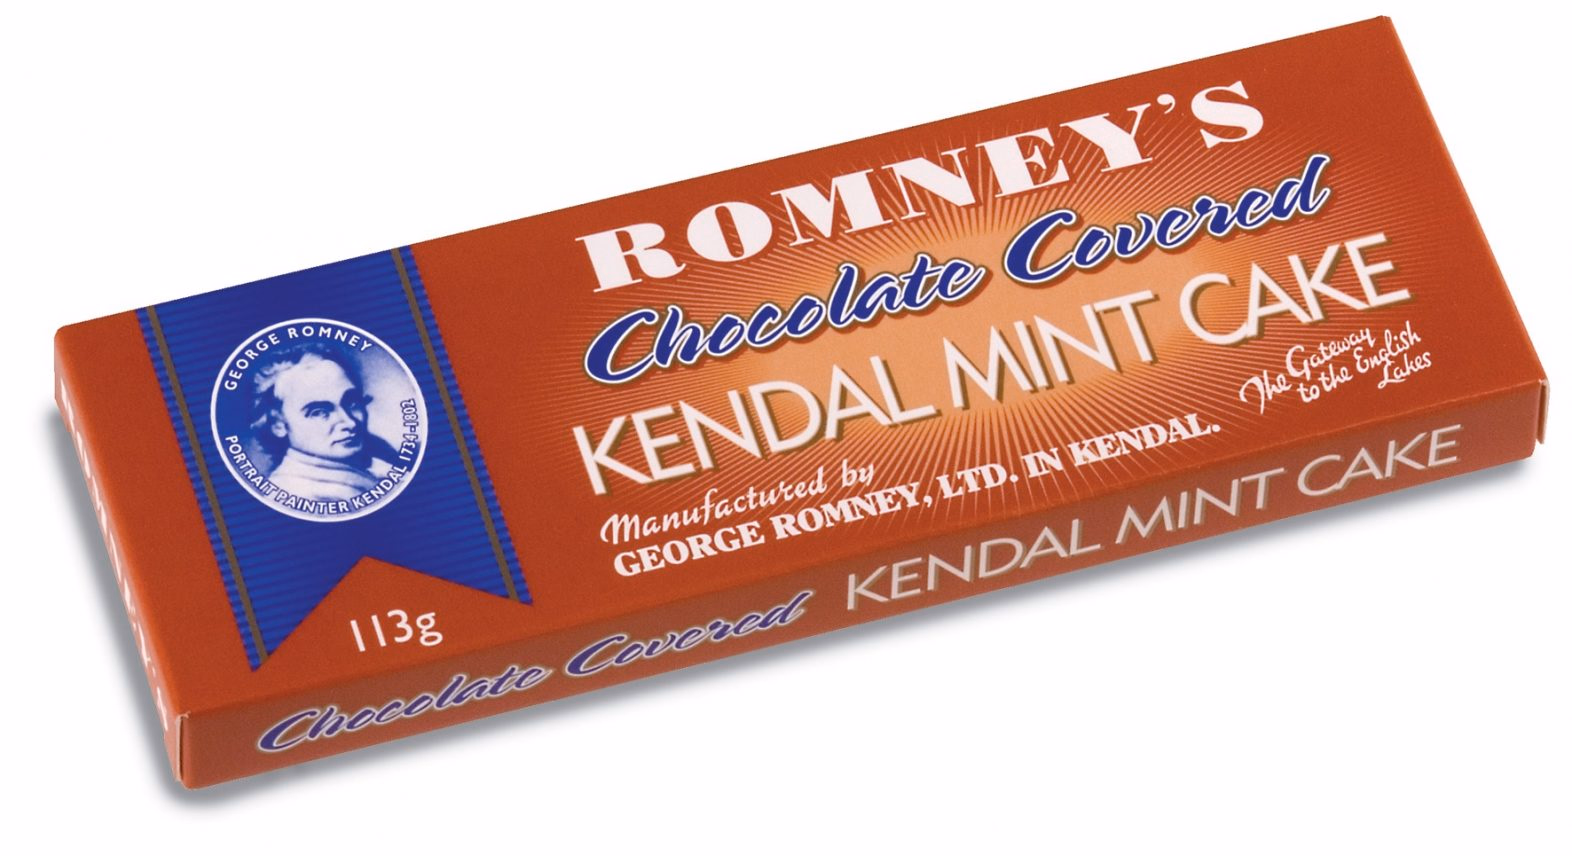 ROMNEY'S
Chocolate Covered
KENDAL MINT CAKE
The Gateway
to the English
Lakes
Manufactured by
GEORGE ROMNEY, LTD. IN KENDAL.
GEORGE ROMNEY
PORTRAIT PAINTER KENDAL 1734-1802
113g
Chocolate Covered KENDAL MINT CAKE
ROMNEY'S